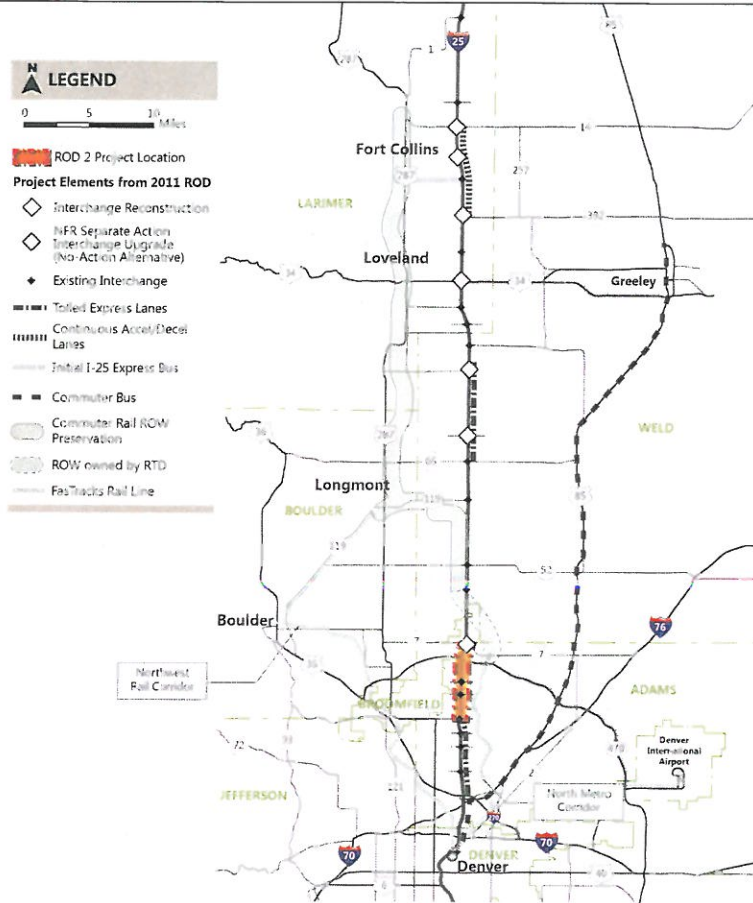 N
LEGEND
0 5 10
Miles
ROD 2 Project Location
Project Elements from 2011 ROD
Interchange Reconstruction
NFR Separate Action
Interchange Upgrade
(No-Action Alternative)
Existing Interchange
Tolled Express Lanes
Continuous Accel/Decel
Lanes
Initial I-25 Express Bus
Commuter Bus
Commuter Rail ROW
Preservation
ROW owned by RTD
FasTracks Rail Line
25
85
1
287
14
Fort Collins
257
287
LARIMER
392
Loveland
34
34
Greeley
WELD
36
287
66
Longmont
119
85
BOULDER
119
52
Boulder
76
7
7
36
Northwest
Rail Corridor
ADAMS
BROOMFIELD
Denver
International
Airport
72
93
470
JEFFERSON
121
2
North Metro
Corridor
270
70
70
DENVER
Denver
6
40